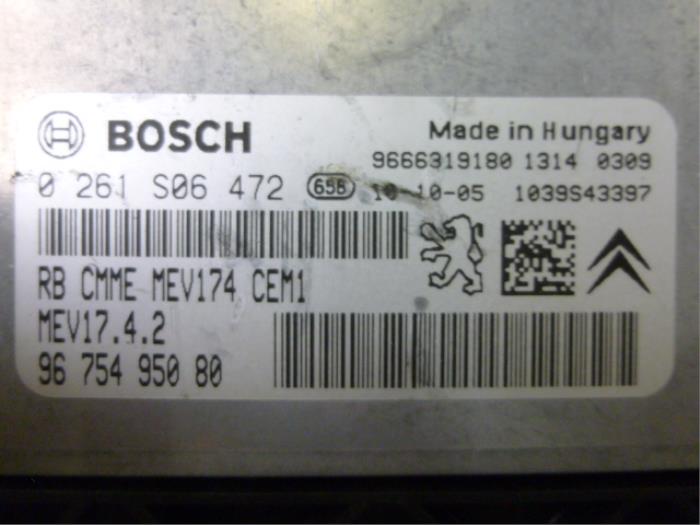 BOSCH
Made in Hungary
9666319180 1314 0309
0 261 S06 472 10-10-05 1039S43397
RB CMME MEV174 CEM1
MEV17.4.2
96 754 950 80